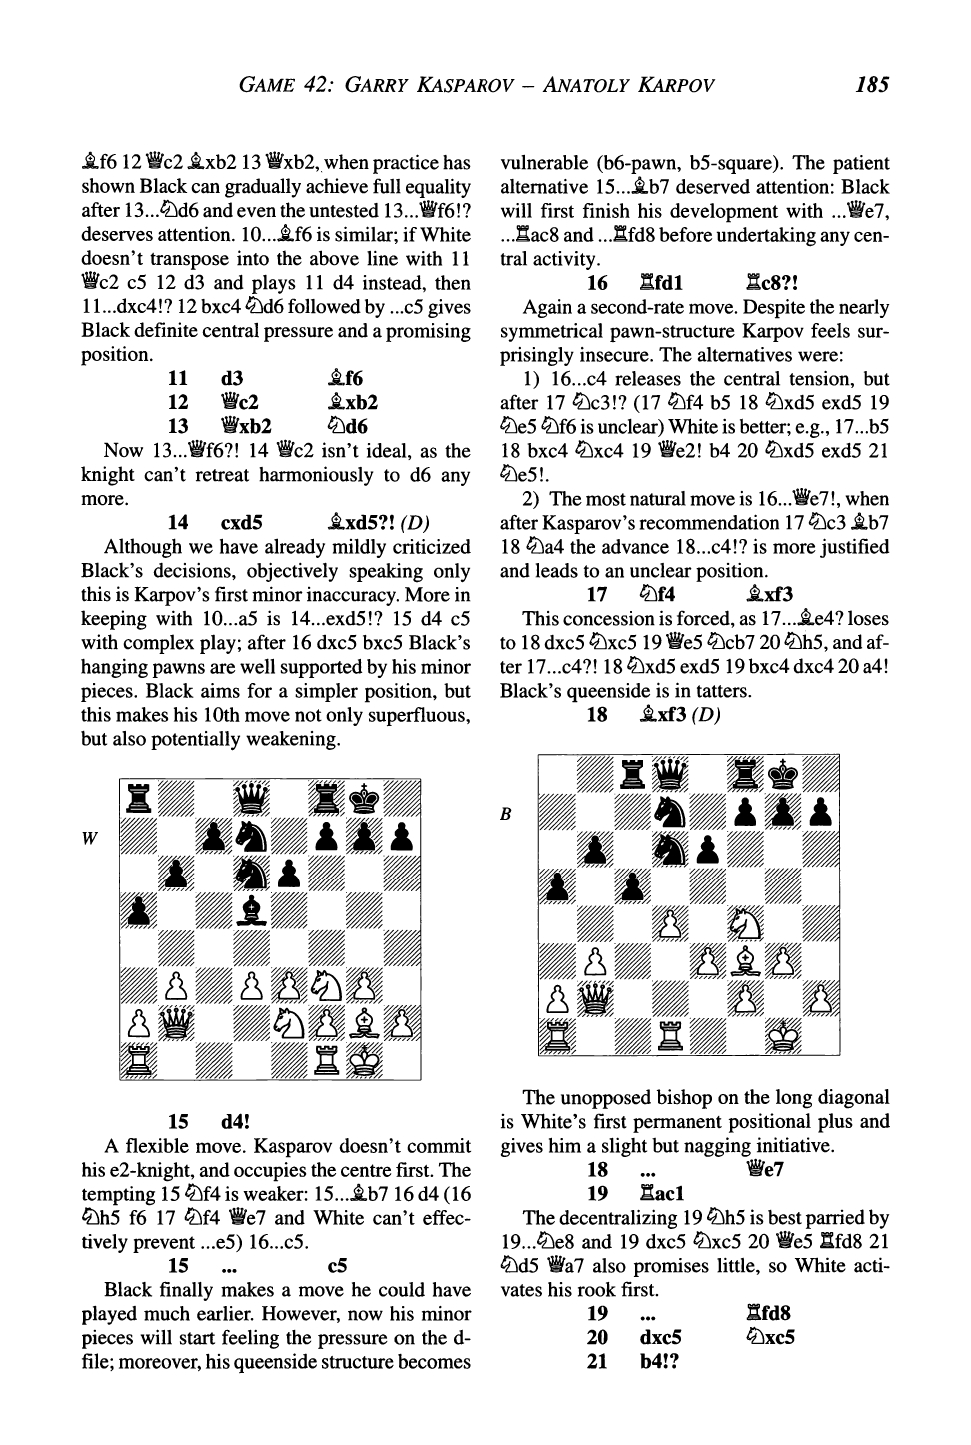 GAME 42: GARRY KASPAROV – ANATOLY KARPOV 185
♗f6 12 ♕c2 ♗xb2 13 ♕xb2, when practice has
shown Black can gradually achieve full equality
after 13...♘d6 and even the untested 13...♕f6!?
deserves attention. 10...♗f6 is similar; if White
doesn't transpose into the above line with 11
♕c2 c5 12 d3 and plays 11 d4 instead, then
11...dxc4!? 12 bxc4 ♘d6 followed by ...c5 gives
Black definite central pressure and a promising
position.
11 d3 ♗f6
12 ♕c2 ♗xb2
13 ♕xb2 ♘d6
Now 13...♕f6?! 14 ♕c2 isn't ideal, as the
knight can't retreat harmoniously to d6 any
more.
14 cxd5 ♗xd5?! (D)
Although we have already mildly criticized
Black's decisions, objectively speaking only
this is Karpov's first minor inaccuracy. More in
keeping with 10...a5 is 14...exd5!? 15 d4 c5
with complex play; after 16 dxc5 bxc5 Black's
hanging pawns are well supported by his minor
pieces. Black aims for a simpler position, but
this makes his 10th move not only superfluous,
but also potentially weakening.
W
15 d4!
A flexible move. Kasparov doesn't commit
his e2-knight, and occupies the centre first. The
tempting 15 ♘f4 is weaker: 15...♗b7 16 d4 (16
♘h5 f6 17 ♘f4 ♕e7 and White can't effec-
tively prevent ...e5) 16...c5.
15 ... c5
Black finally makes a move he could have
played much earlier. However, now his minor
pieces will start feeling the pressure on the d-
file; moreover, his queenside structure becomes
vulnerable (b6-pawn, b5-square). The patient
alternative 15...♗b7 deserved attention: Black
will first finish his development with ...♕e7,
...♖ac8 and ...♖fd8 before undertaking any cen-
tral activity.
16 ♖fd1 ♖c8?!
Again a second-rate move. Despite the nearly
symmetrical pawn-structure Karpov feels sur-
prisingly insecure. The alternatives were:
1) 16...c4 releases the central tension, but
after 17 ♘c3!? (17 ♘f4 b5 18 ♘xd5 exd5 19
♘e5 ♘f6 is unclear) White is better; e.g., 17...b5
18 bxc4 ♘xc4 19 ♕e2! b4 20 ♘xd5 exd5 21
♘e5!.
2) The most natural move is 16...♕e7!, when
after Kasparov's recommendation 17 ♘c3 ♗b7
18 ♘a4 the advance 18...c4!? is more justified
and leads to an unclear position.
17 ♘f4 ♗xf3
This concession is forced, as 17...♗e4? loses
to 18 dxc5 ♘xc5 19 ♕e5 ♘cb7 20 ♘h5, and af-
ter 17...c4?! 18 ♘xd5 exd5 19 bxc4 dxc4 20 a4!
Black's queenside is in tatters.
18 ♗xf3 (D)
B
The unopposed bishop on the long diagonal
is White's first permanent positional plus and
gives him a slight but nagging initiative.
18 ... ♕e7
19 ♖ac1
The decentralizing 19 ♘h5 is best parried by
19...♘e8 and 19 dxc5 ♘xc5 20 ♕e5 ♖fd8 21
♘d5 ♕a7 also promises little, so White acti-
vates his rook first.
19 ... ♖fd8
20 dxc5 ♘xc5
21 b4!?